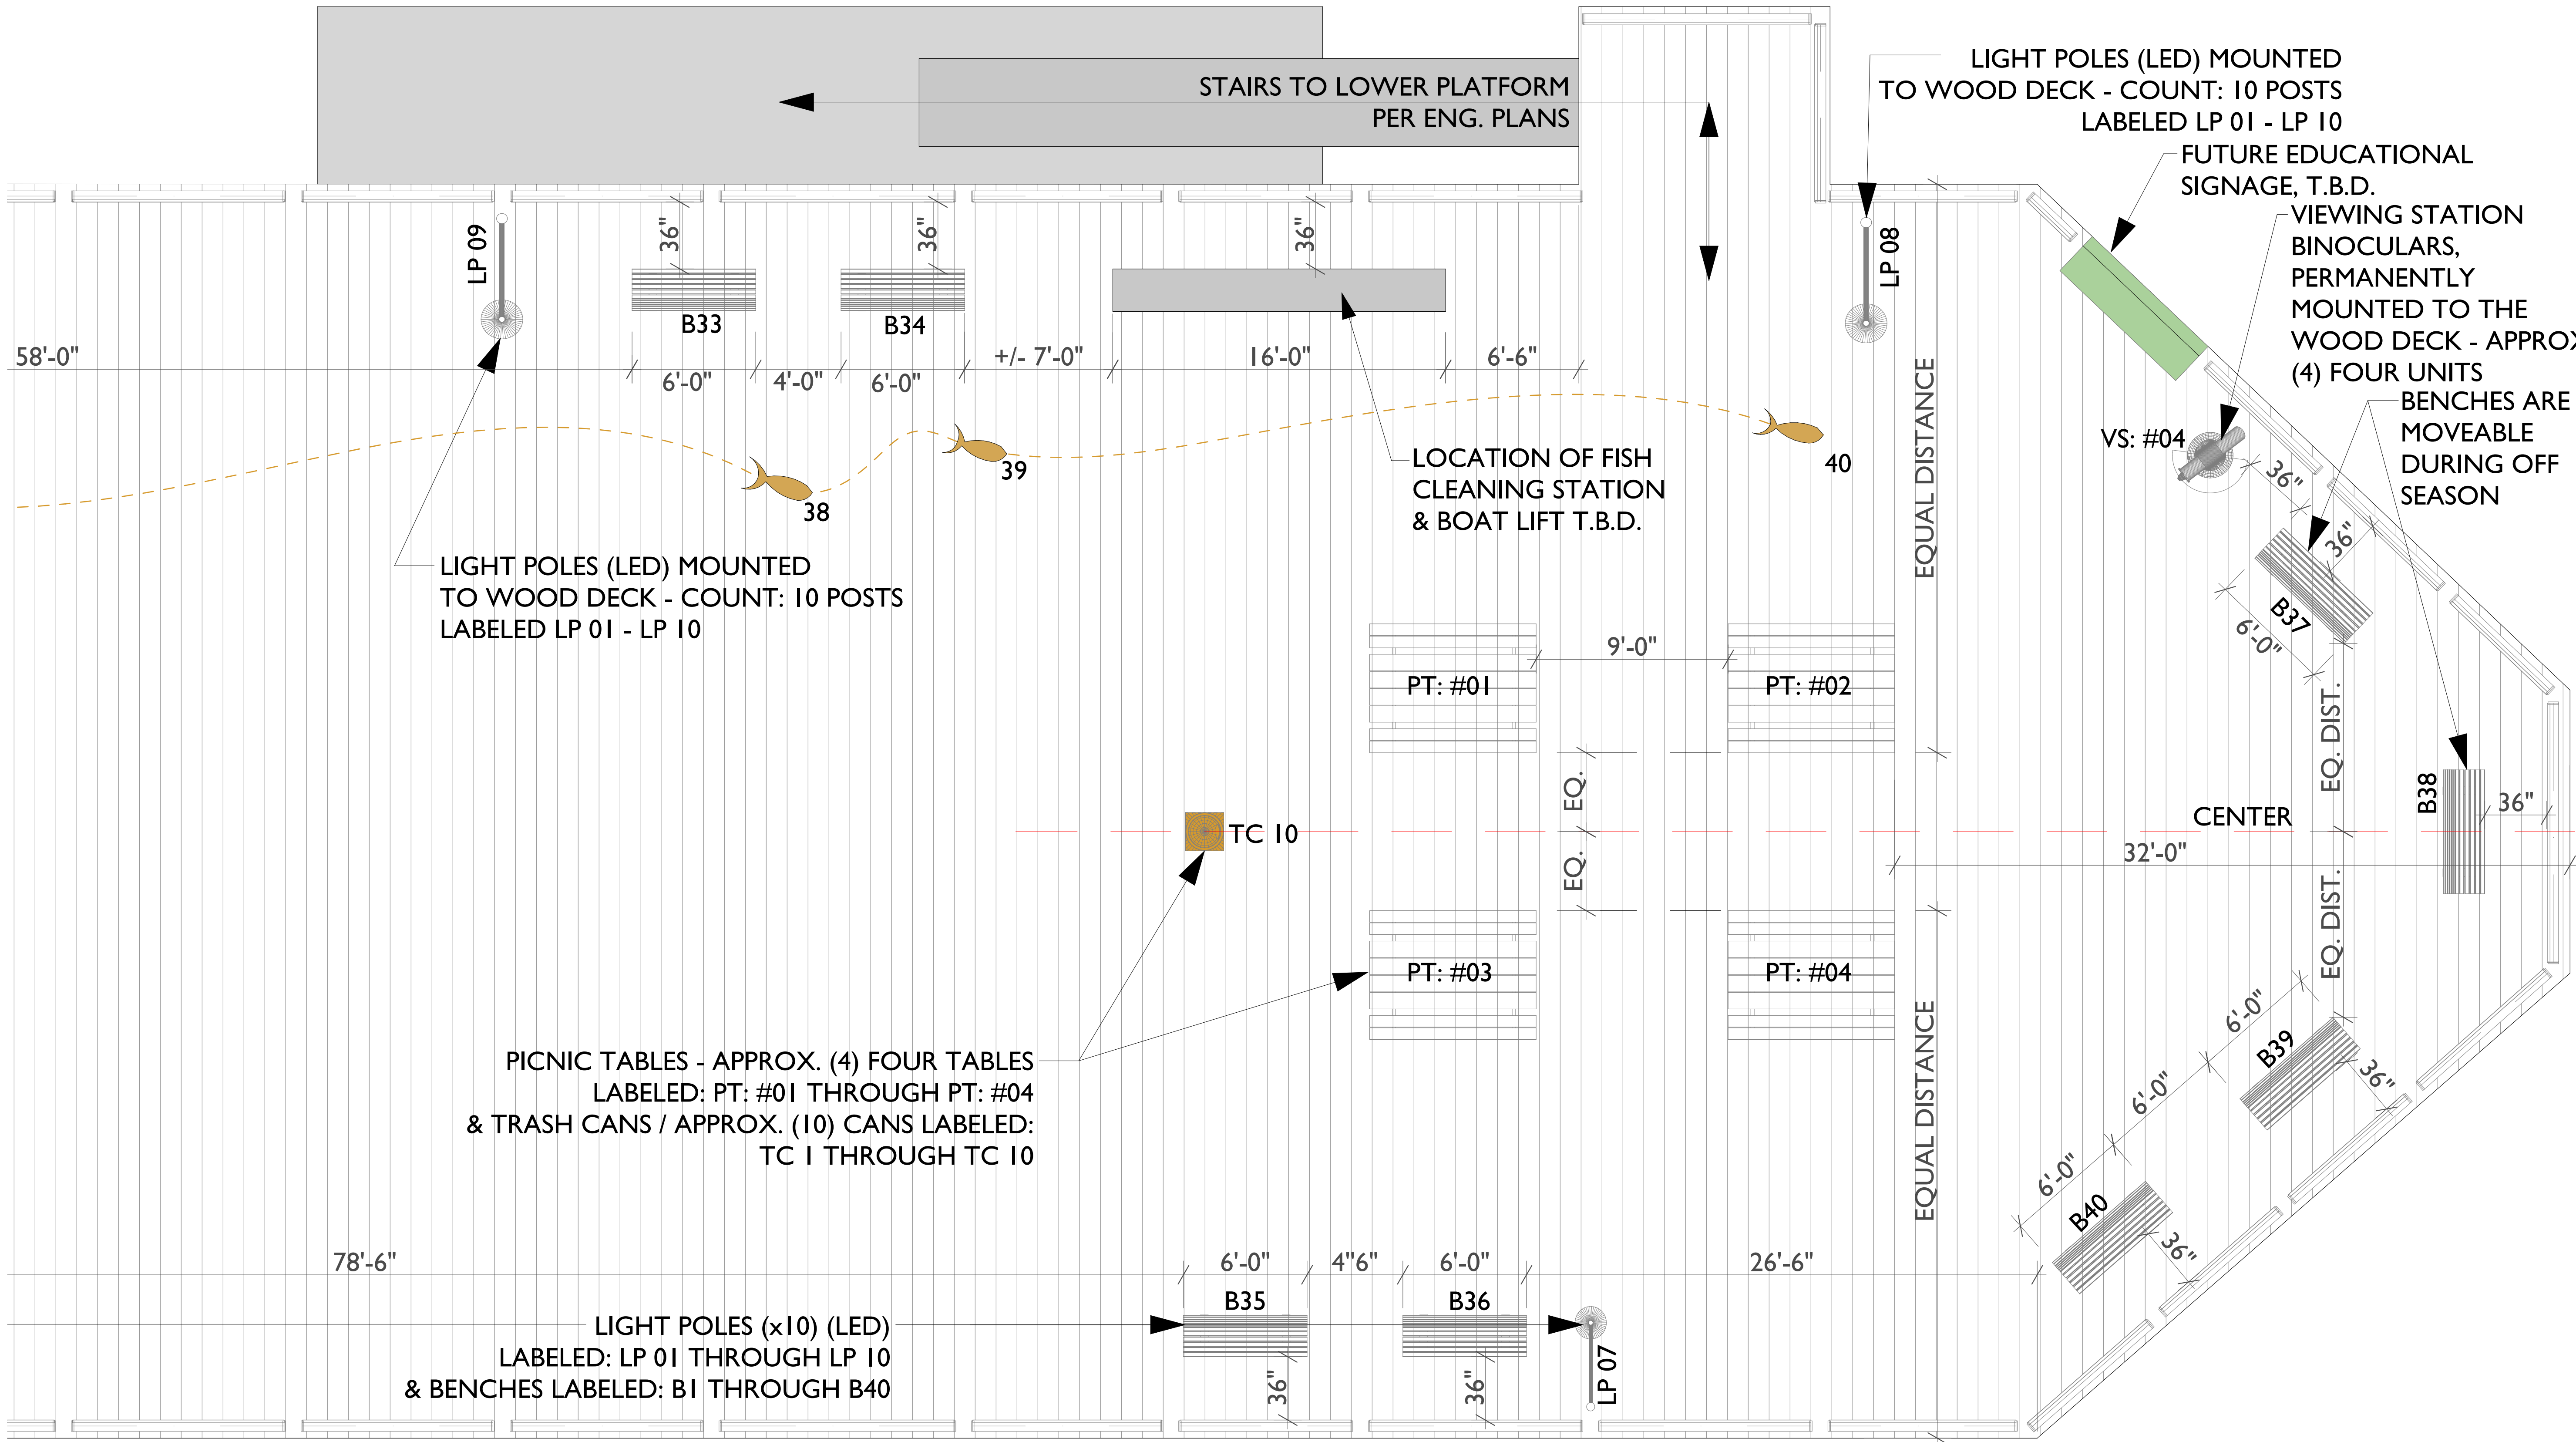 STAIRS TO LOWER PLATFORM
PER ENG. PLANS
LIGHT POLES (LED) MOUNTED
TO WOOD DECK - COUNT: 10 POSTS
LABELED LP 01 - LP 10
FUTURE EDUCATIONAL
SIGNAGE, T.B.D.
VIEWING STATION
BINOCULARS,
PERMANENTLY
MOUNTED TO THE
WOOD DECK - APPROX
(4) FOUR UNITS
BENCHES ARE
MOVEABLE
DURING OFF
SEASON
LP 09
36"
36"
36"
LP 08
B33
B34
58'-0"
6'-0"
4'-0"
6'-0"
+/- 7'-0"
16'-0"
6'-6"
EQUAL DISTANCE
VS: #04
36"
36"
B37
6'-0"
38
39
40
LOCATION OF FISH
CLEANING STATION
& BOAT LIFT T.B.D.
LIGHT POLES (LED) MOUNTED
TO WOOD DECK - COUNT: 10 POSTS
LABELED LP 01 - LP 10
9'-0"
PT: #01
PT: #02
EQ. DIST.
EQ.
EQ.
TC 10
CENTER
B38
36"
32'-0"
EQ. DIST.
PT: #03
PT: #04
EQUAL DISTANCE
6'-0"
B39
36"
6'-0"
6'-0"
B40
36"
PICNIC TABLES - APPROX. (4) FOUR TABLES
LABELED: PT: #01 THROUGH PT: #04
& TRASH CANS / APPROX. (10) CANS LABELED:
TC 1 THROUGH TC 10
78'-6"
6'-0"
4"6"
6'-0"
26'-6"
B35
B36
LIGHT POLES (x10) (LED)
LABELED: LP 01 THROUGH LP 10
& BENCHES LABELED: B1 THROUGH B40
36"
36"
LP 07